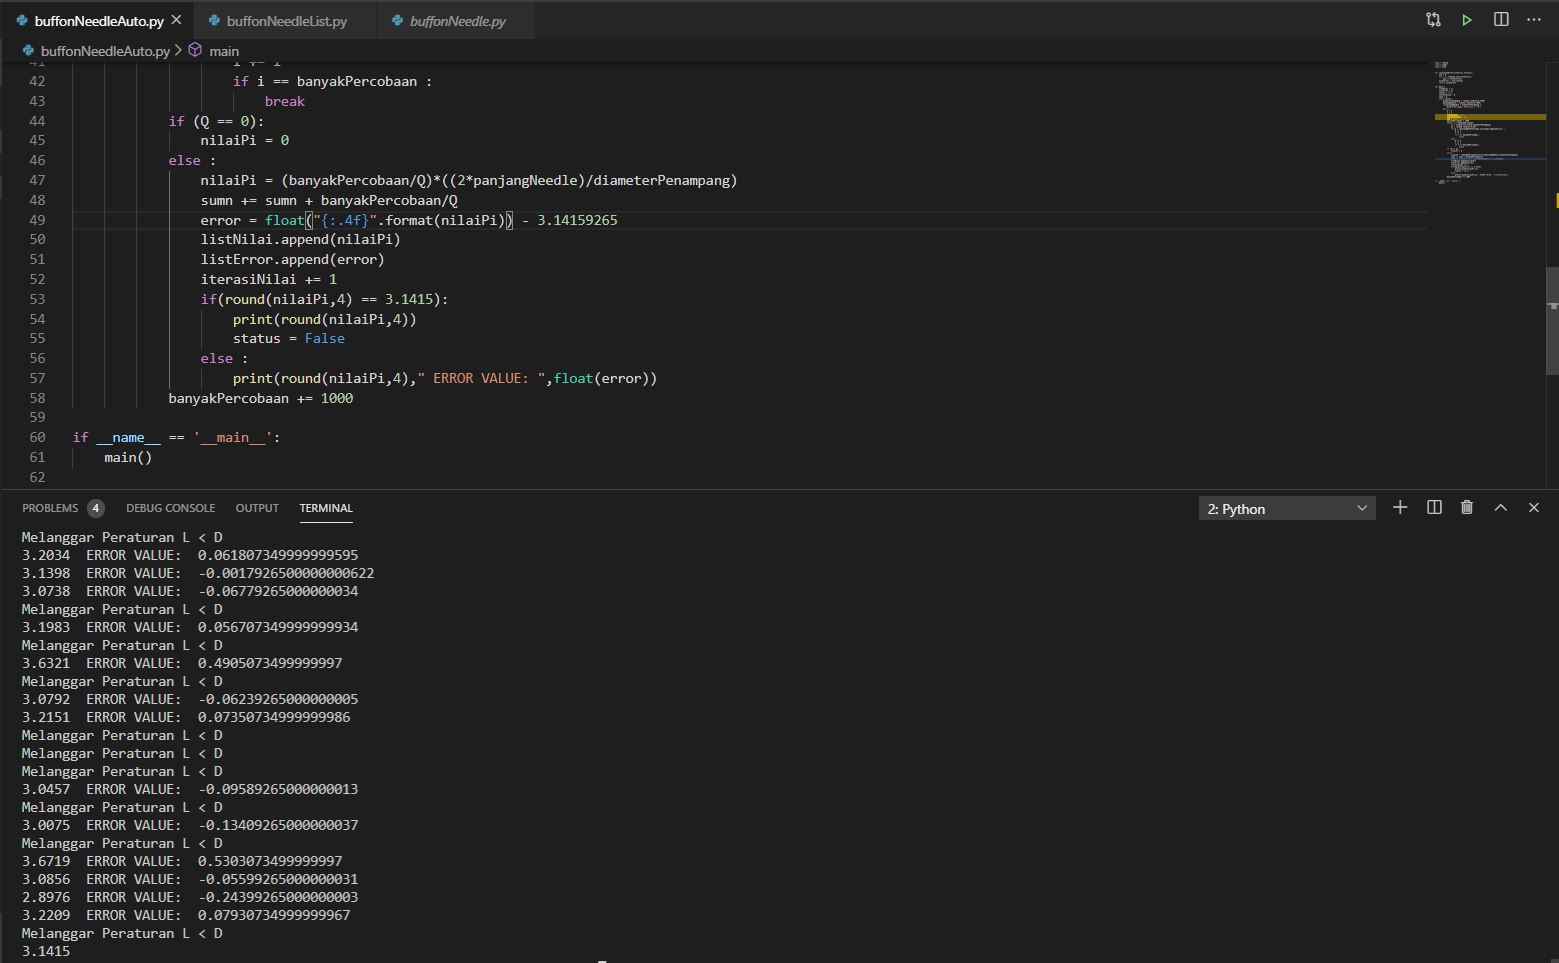 buffonNeedleAuto.py
buffonNeedleList.py
buffonNeedle.py
buffonNeedleAuto.py > main
41 i += 1
42 if i == banyakPercobaan :
43 break
44 if (Q == 0):
45 nilaiPi = 0
46 else :
47 nilaiPi = (banyakPercobaan/Q)*((2*panjangNeedle)/diameterPenampang)
48 sumn += sumn + banyakPercobaan/Q
49 error = float("{:.4f}".format(nilaiPi)) - 3.14159265
50 listNilai.append(nilaiPi)
51 listError.append(error)
52 iterasiNilai += 1
53 if(round(nilaiPi,4) == 3.1415):
54 print(round(nilaiPi,4))
55 status = False
56 else :
57 print(round(nilaiPi,4)," ERROR VALUE: ",float(error))
58 banyakPercobaan += 1000
59
60 if __name__ == '__main__':
61 main()
62
PROBLEMS 4 DEBUG CONSOLE OUTPUT TERMINAL 2: Python
Melanggar Peraturan L < D
3.2034  ERROR VALUE:  0.061807349999999595
3.1398  ERROR VALUE:  -0.0017926500000000622
3.0738  ERROR VALUE:  -0.06779265000000034
Melanggar Peraturan L < D
3.1983  ERROR VALUE:  0.056707349999999934
Melanggar Peraturan L < D
3.6321  ERROR VALUE:  0.4905073499999997
Melanggar Peraturan L < D
3.0792  ERROR VALUE:  -0.06239265000000005
3.2151  ERROR VALUE:  0.07350734999999986
Melanggar Peraturan L < D
Melanggar Peraturan L < D
Melanggar Peraturan L < D
3.0457  ERROR VALUE:  -0.09589265000000013
Melanggar Peraturan L < D
3.0075  ERROR VALUE:  -0.13409265000000037
Melanggar Peraturan L < D
3.6719  ERROR VALUE:  0.5303073499999997
3.0856  ERROR VALUE:  -0.05599265000000031
2.8976  ERROR VALUE:  -0.24399265000000003
3.2209  ERROR VALUE:  0.07930734999999967
Melanggar Peraturan L < D
3.1415